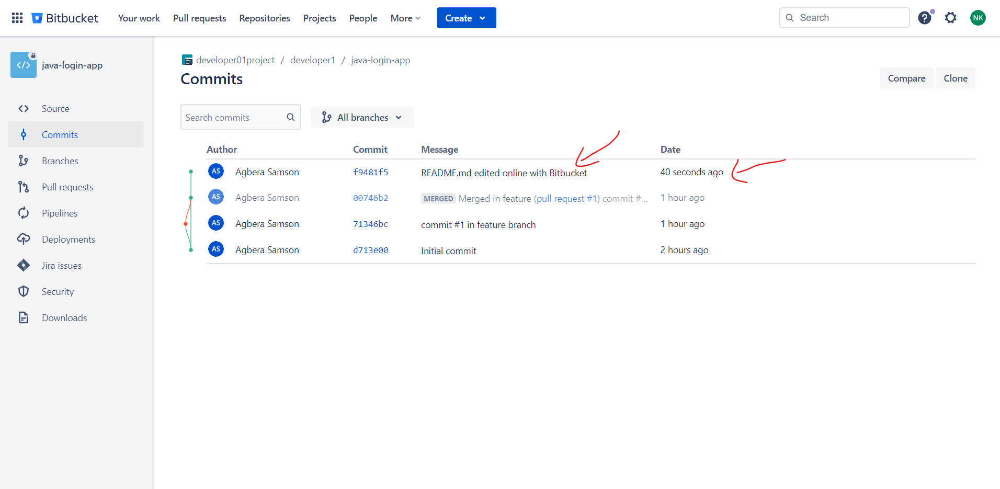 Bitbucket Your work Pull requests Repositories Projects People More Create Search NK
java-login-app
Source
Commits
Branches
Pull requests
Pipelines
Deployments
Jira issues
Security
Downloads
developer01project / developer1 / java-login-app
Commits
Compare Clone
Search commits All branches
Author Commit Message Date
AS Agbera Samson f9481f5 README.md edited online with Bitbucket 40 seconds ago
AS Agbera Samson 00746b2 MERGED Merged in feature (pull request #1) commit #... 1 hour ago
AS Agbera Samson 71346bc commit #1 in feature branch 1 hour ago
AS Agbera Samson d713e00 Initial commit 2 hours ago